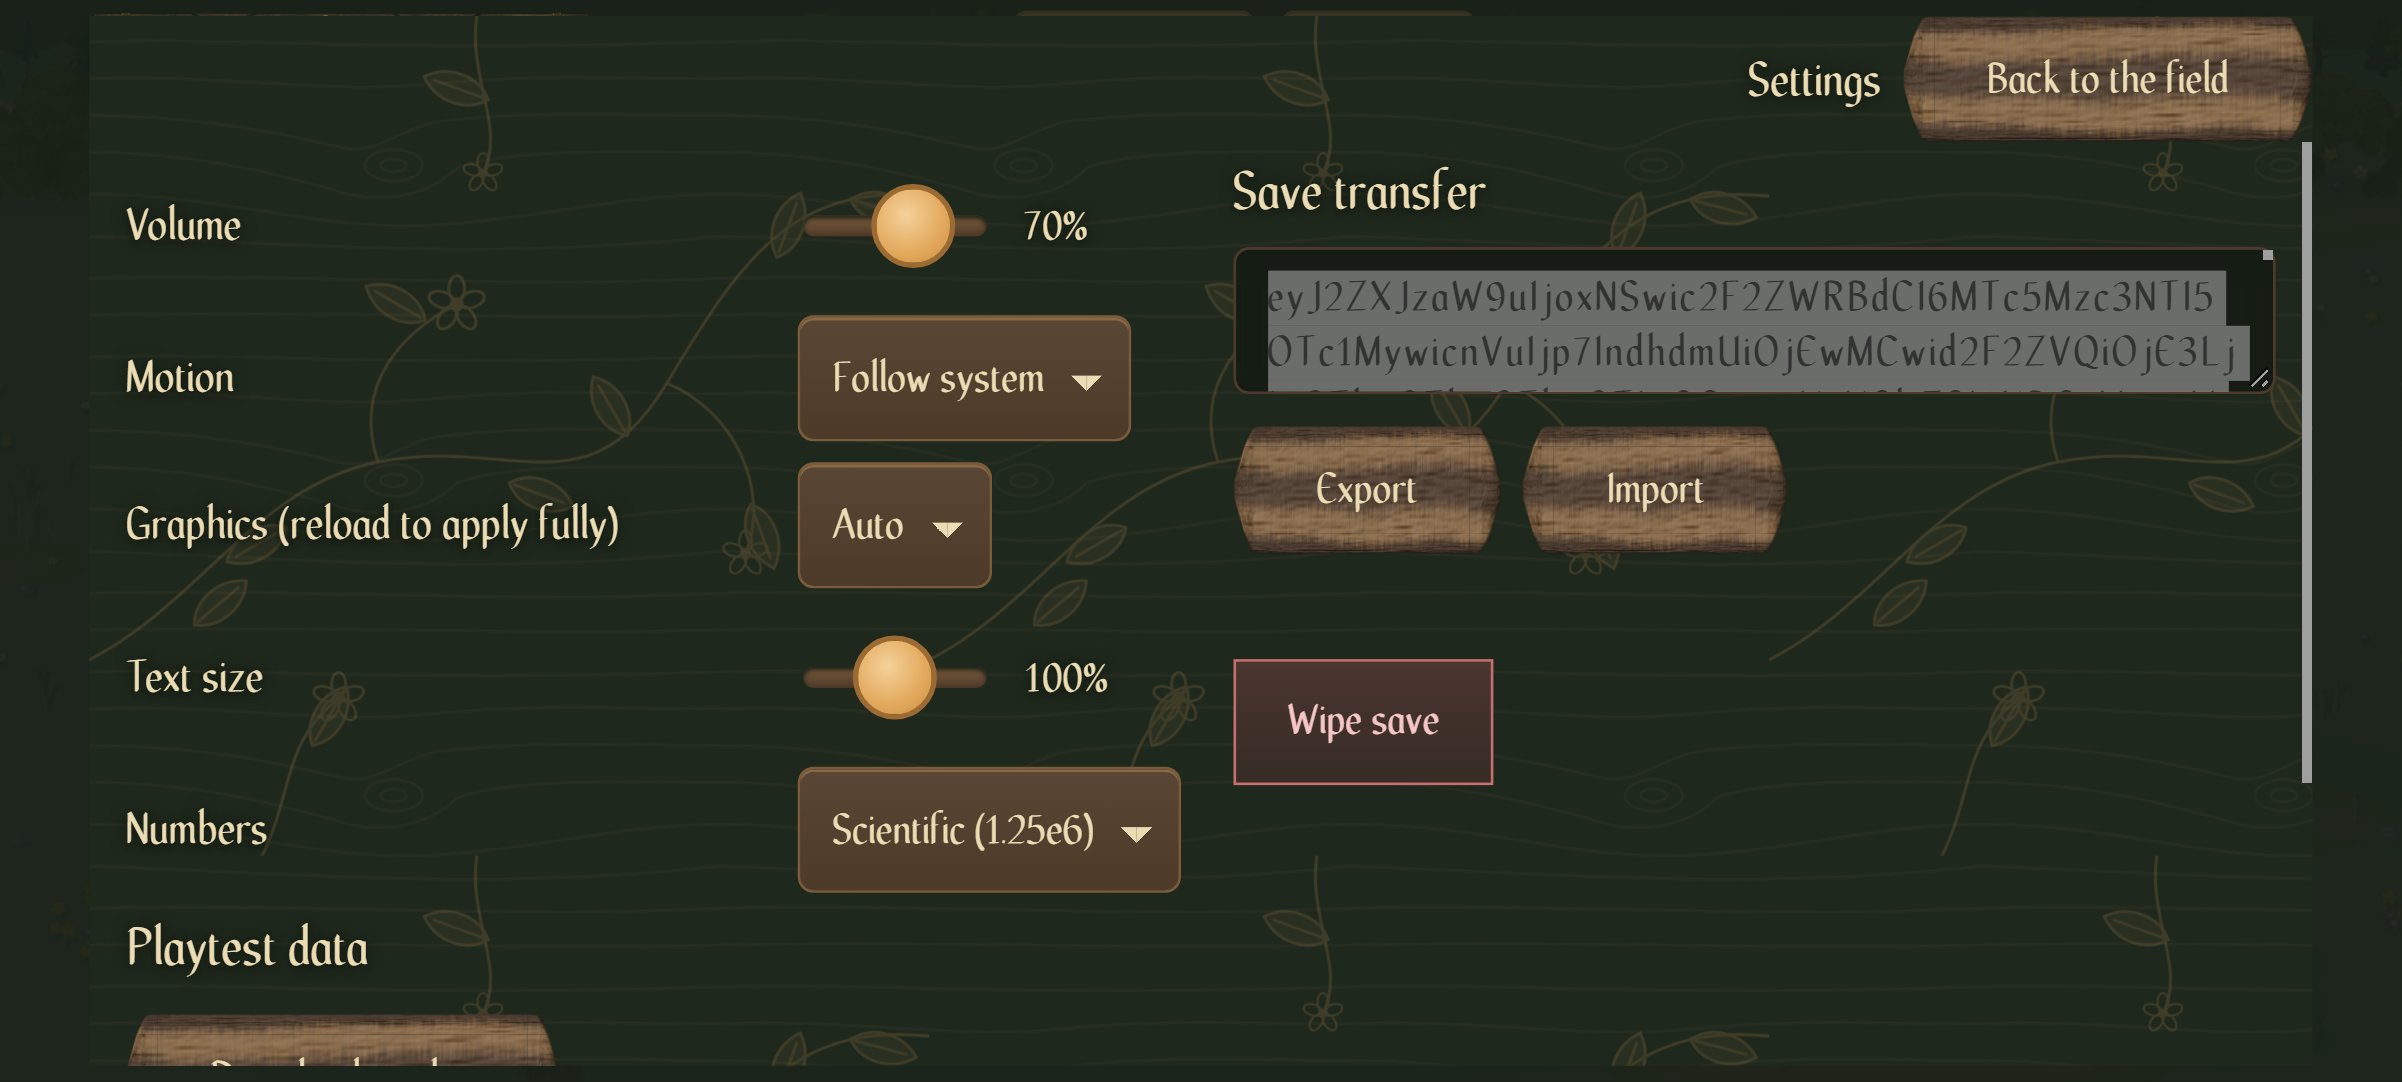 Settings
Back to the field
Volume
70%
Motion
Follow system
Graphics (reload to apply fully)
Auto
Text size
100%
Numbers
Scientific (1.25e6)
Playtest data
Save transfer
eyJ2ZXJzaW9uIjoxNSwic2F2ZWRBdCI6MTc5Mzc3NTI5
OTc1MywicnVuIjp7IndhdmUiOjEwMCwid2F2ZVQiOjE3Lj
Export
Import
Wipe save